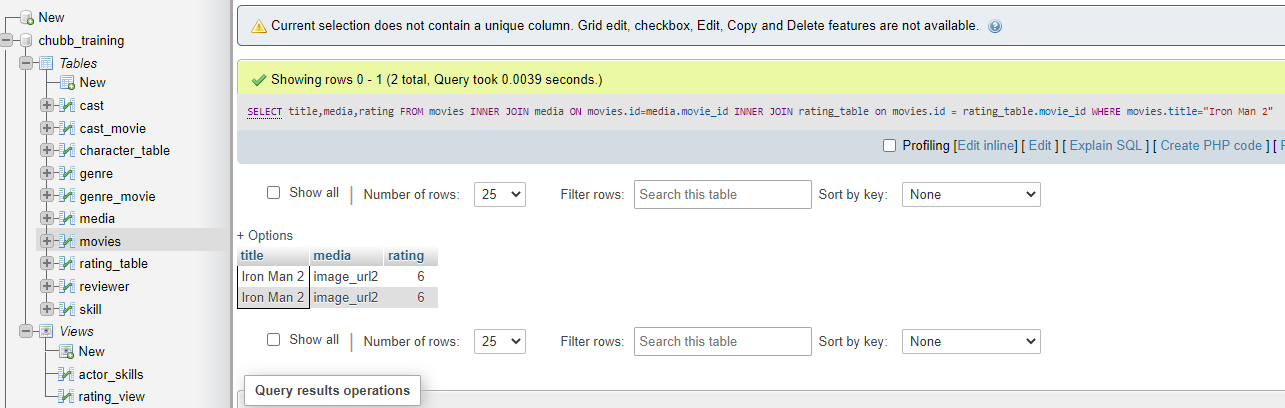 New
chubb_training
Tables
New
cast
cast_movie
character_table
genre
genre_movie
media
movies
rating_table
reviewer
skill
Views
New
actor_skills
rating_view
Current selection does not contain a unique column. Grid edit, checkbox, Edit, Copy and Delete features are not available.
Showing rows 0 - 1 (2 total, Query took 0.0039 seconds.)
SELECT title,media,rating FROM movies INNER JOIN media ON movies.id=media.movie_id INNER JOIN rating_table on movies.id = rating_table.movie_id WHERE movies.title="Iron Man 2"
Profiling [Edit inline] [ Edit ] [ Explain SQL ] [ Create PHP code ] [
Show all | Number of rows: 25 Filter rows: Search this table Sort by key: None
+ Options
title media rating
Iron Man 2 image_url2 6
Iron Man 2 image_url2 6
Show all | Number of rows: 25 Filter rows: Search this table Sort by key: None
Query results operations